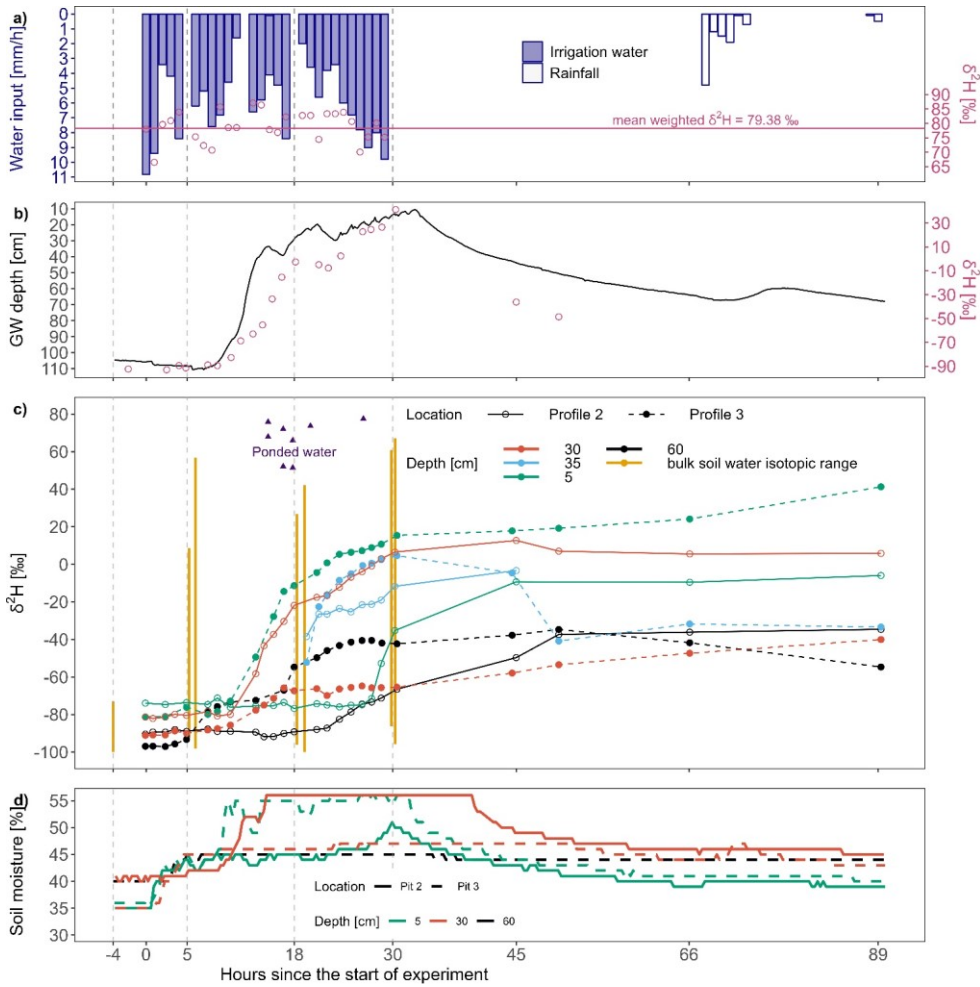 a)
Water input [mm/h]
0
1
2
3
4
5
6
7
8
9
10
11
Irrigation water
Rainfall
mean weighted δ²H = 79.38 ‰
90
85
80
75
70
65
δ²H [‰]
b)
GW depth [cm]
10
20
30
40
50
60
70
80
90
100
110
30
10
-10
-30
-50
-70
-90
δ²H [‰]
c)
δ²H [‰]
80
60
40
20
0
-20
-40
-60
-80
-100
Ponded water
Location Profile 2 Profile 3
Depth [cm] 30 60
35 bulk soil water isotopic range
5
d)
Soil moisture [%]
55
50
45
40
35
30
Location Pit 2 Pit 3
Depth [cm] 5 30 60
-4 0 5 18 30 45 66 89
Hours since the start of experiment